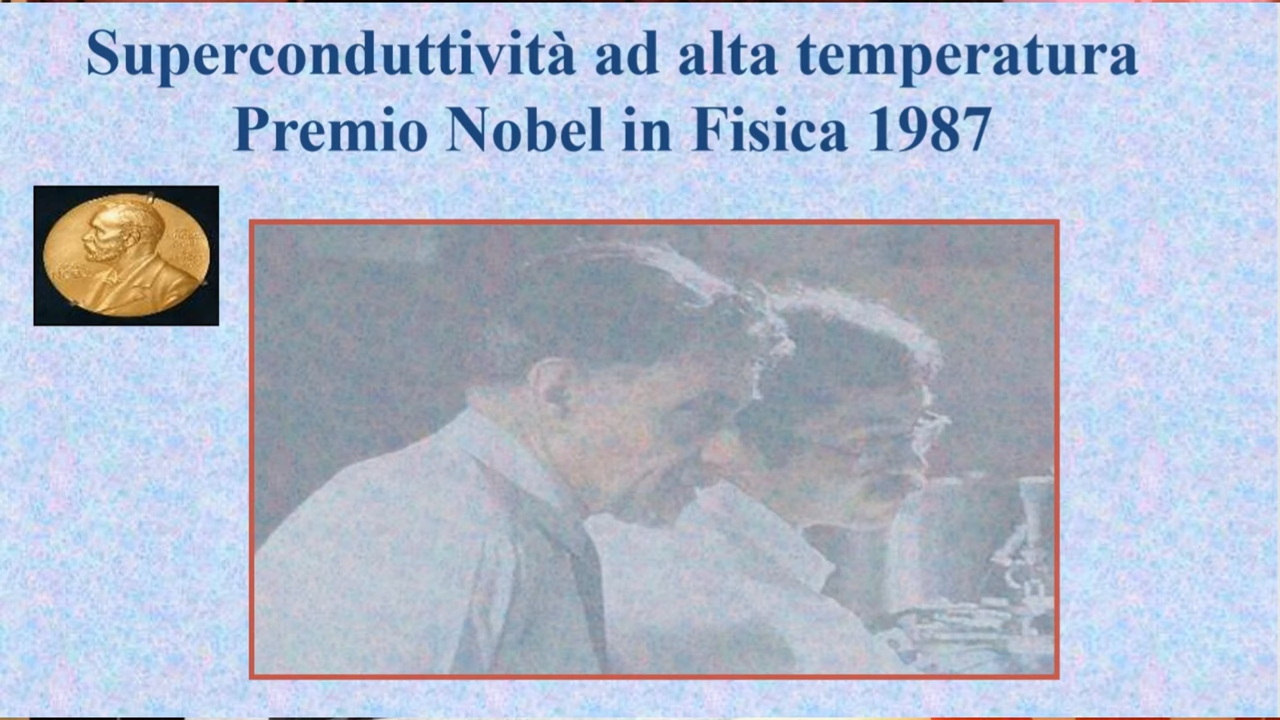 Superconduttività ad alta temperatura
Premio Nobel in Fisica 1987